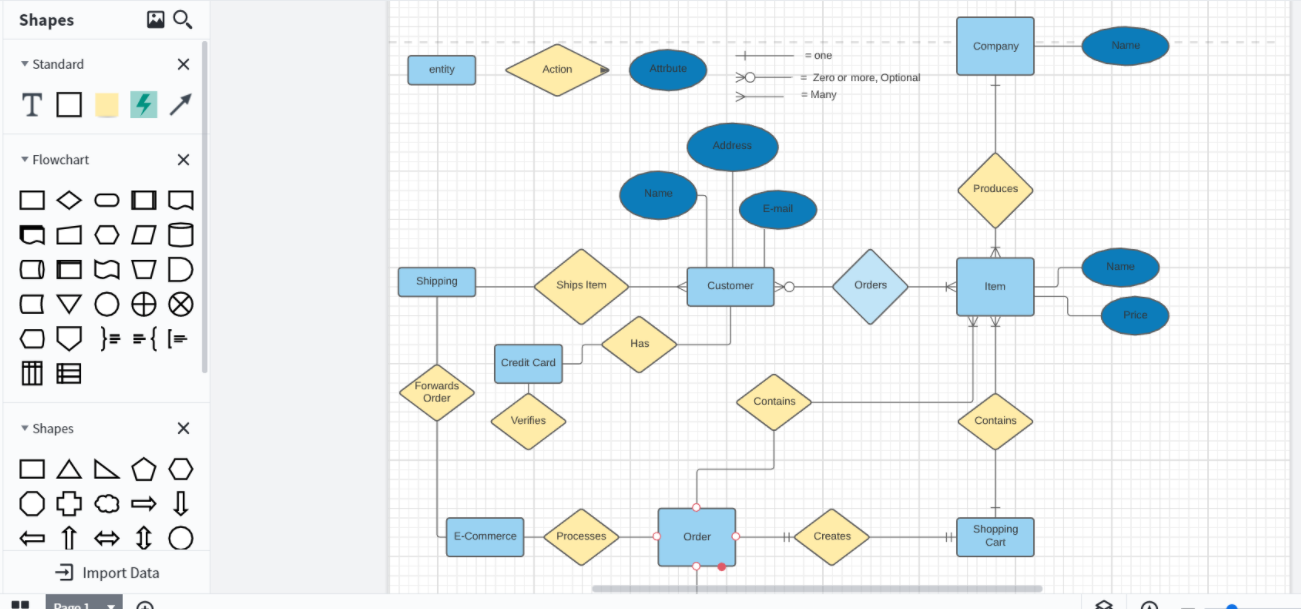 Shapes
Standard
T
Flowchart
Shapes
Import Data
Page 1
entity
Action
Attribute
= one
= Zero or more, Optional
= Many
Company
Name
Address
Name
E-mail
Produces
Shipping
Ships Item
Customer
Orders
Item
Name
Price
Has
Credit Card
Forwards
Order
Verifies
Contains
Contains
E-Commerce
Processes
Order
Creates
Shopping
Cart